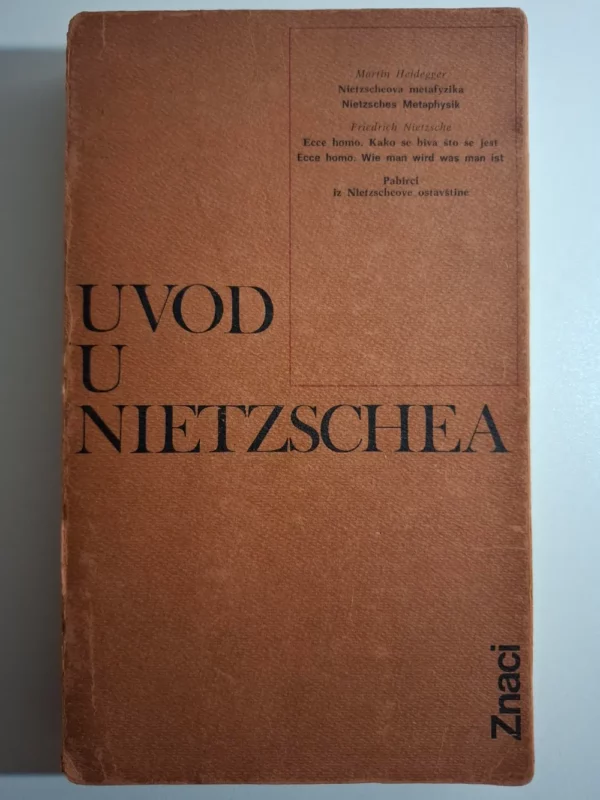 Martin Heidegger
Nietzscheova metafyzika
Nietzsches Metaphysik
Friedrich Nietzsche
Ecce homo. Kako se biva što se jest
Ecce homo. Wie man wird was man ist
Pabirci
iz Nietzscheove ostavštine
UVOD
U
NIETZSCHEA
Znaci